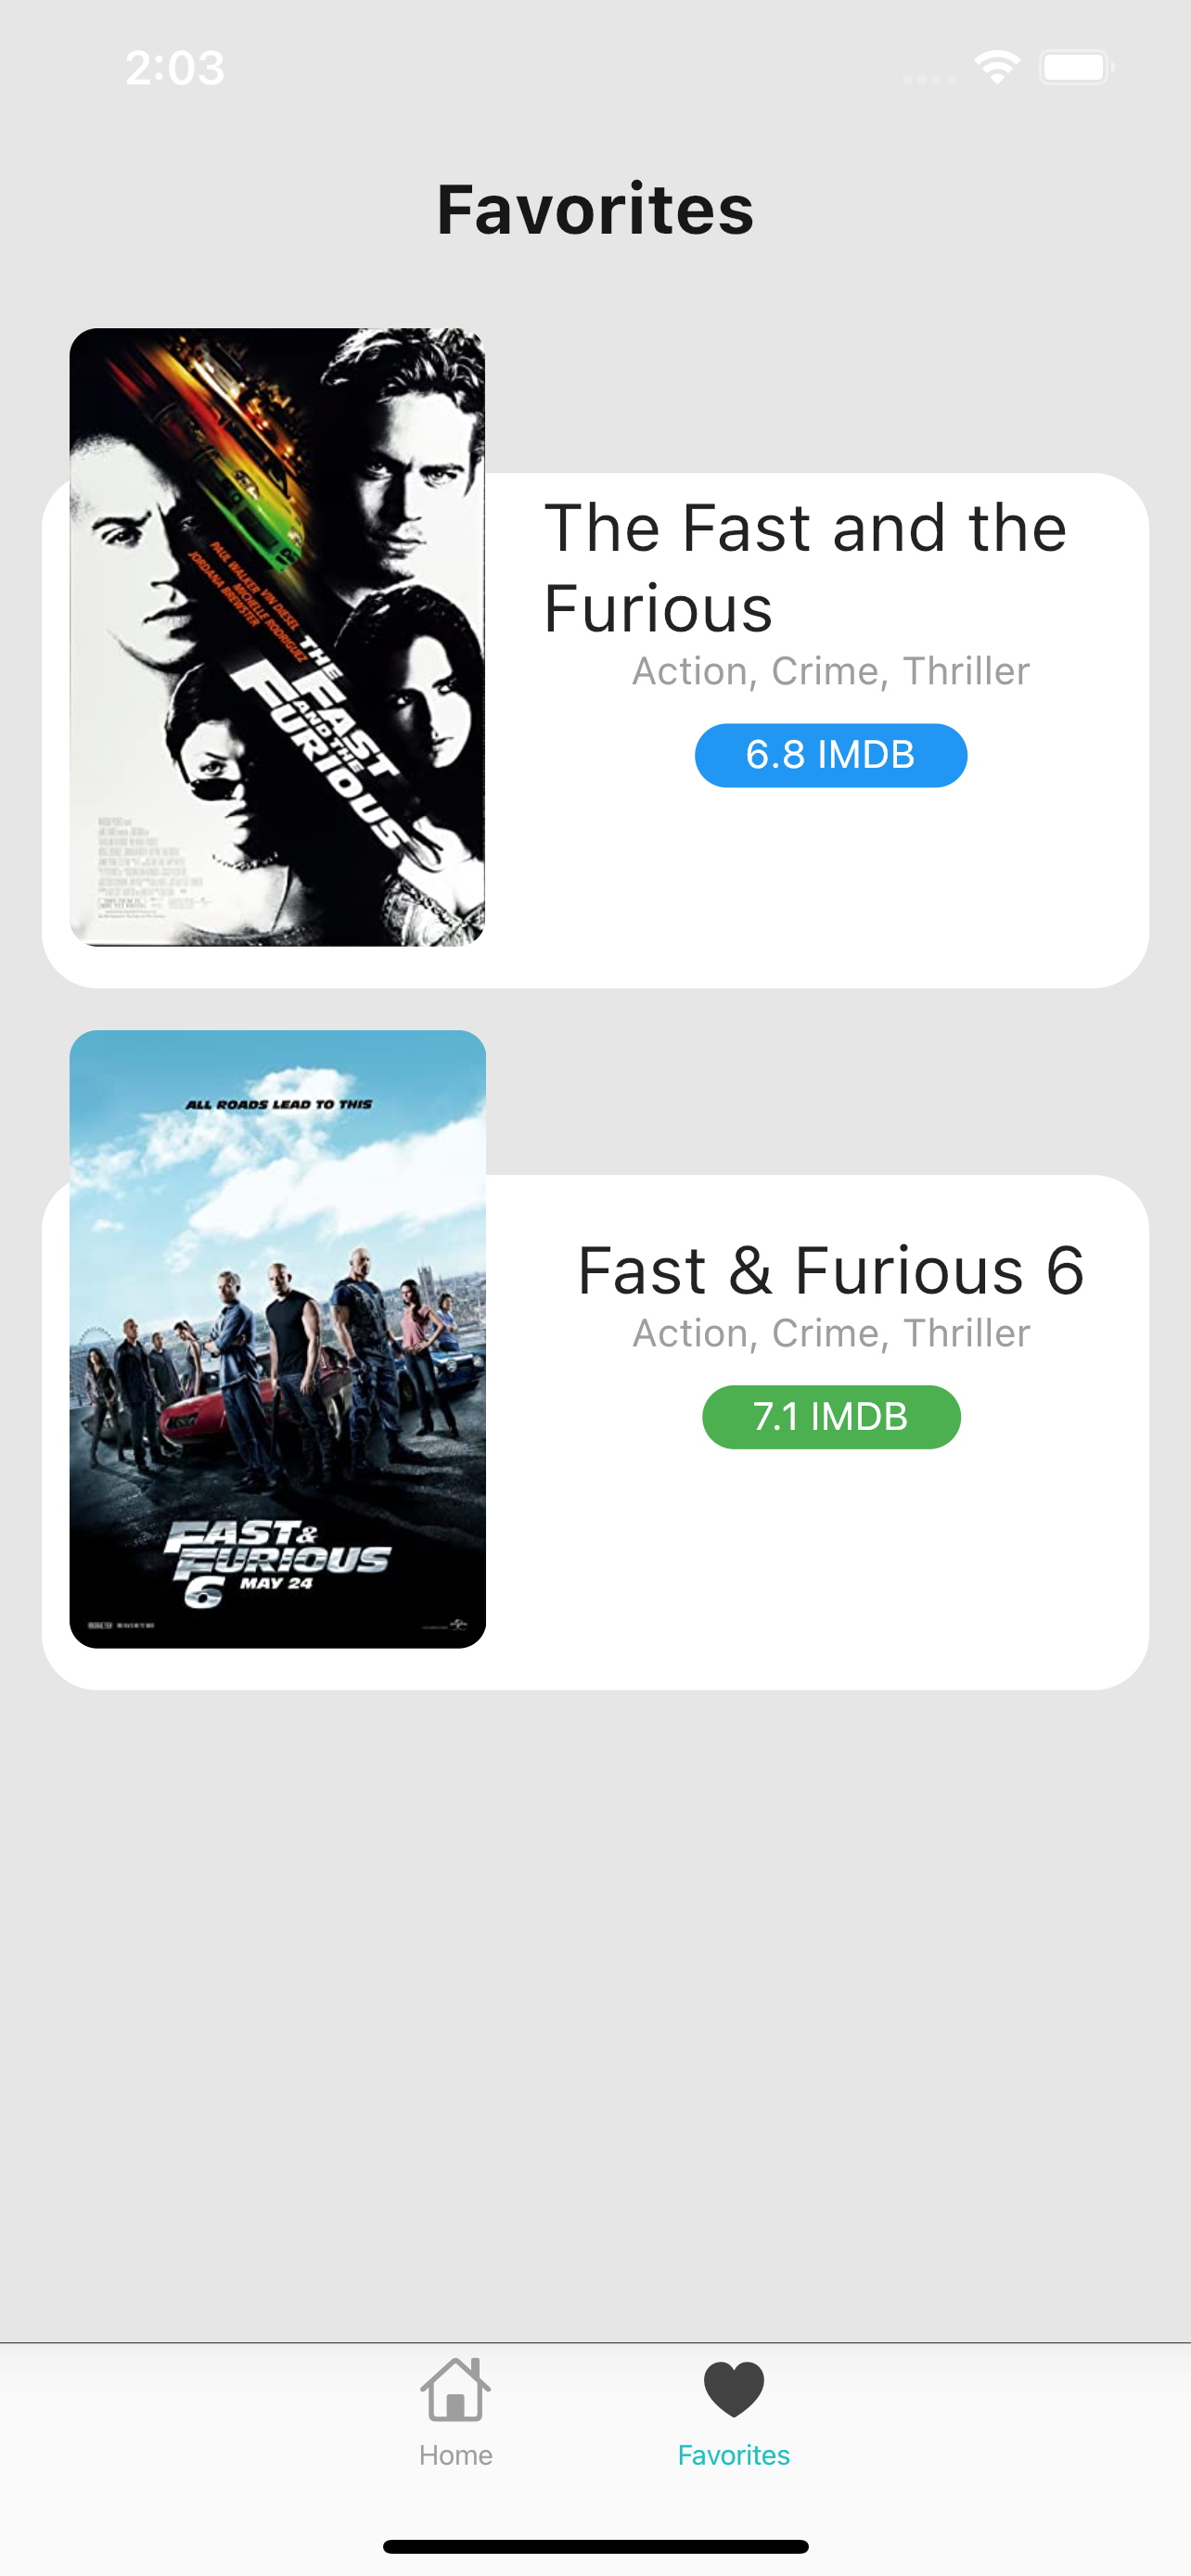 2:03
Favorites
PAUL WALKER VIN DIESEL
MICHELLE RODRIGUEZ
JORDANA BREWSTER
THE
FAST
AND THE
FURIOUS
The Fast and the
Furious
Action, Crime, Thriller
6.8 IMDB
ALL ROADS LEAD TO THIS
FAST &
FURIOUS
6 MAY 24
Fast & Furious 6
Action, Crime, Thriller
7.1 IMDB
Home
Favorites